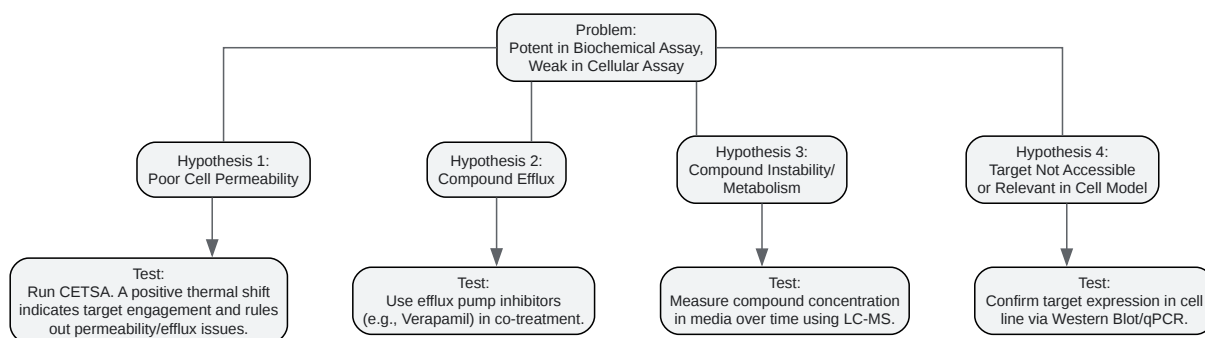 Problem:
Potent in Biochemical Assay,
Weak in Cellular Assay
Hypothesis 1:
Poor Cell Permeability
Hypothesis 2:
Compound Efflux
Hypothesis 3:
Compound Instability/
Metabolism
Hypothesis 4:
Target Not Accessible
or Relevant in Cell Model
Test:
Run CETSA. A positive thermal shift
indicates target engagement and rules
out permeability/efflux issues.
Test:
Use efflux pump inhibitors
(e.g., Verapamil) in co-treatment.
Test:
Measure compound concentration
in media over time using LC-MS.
Test:
Confirm target expression in cell
line via Western Blot/qPCR.